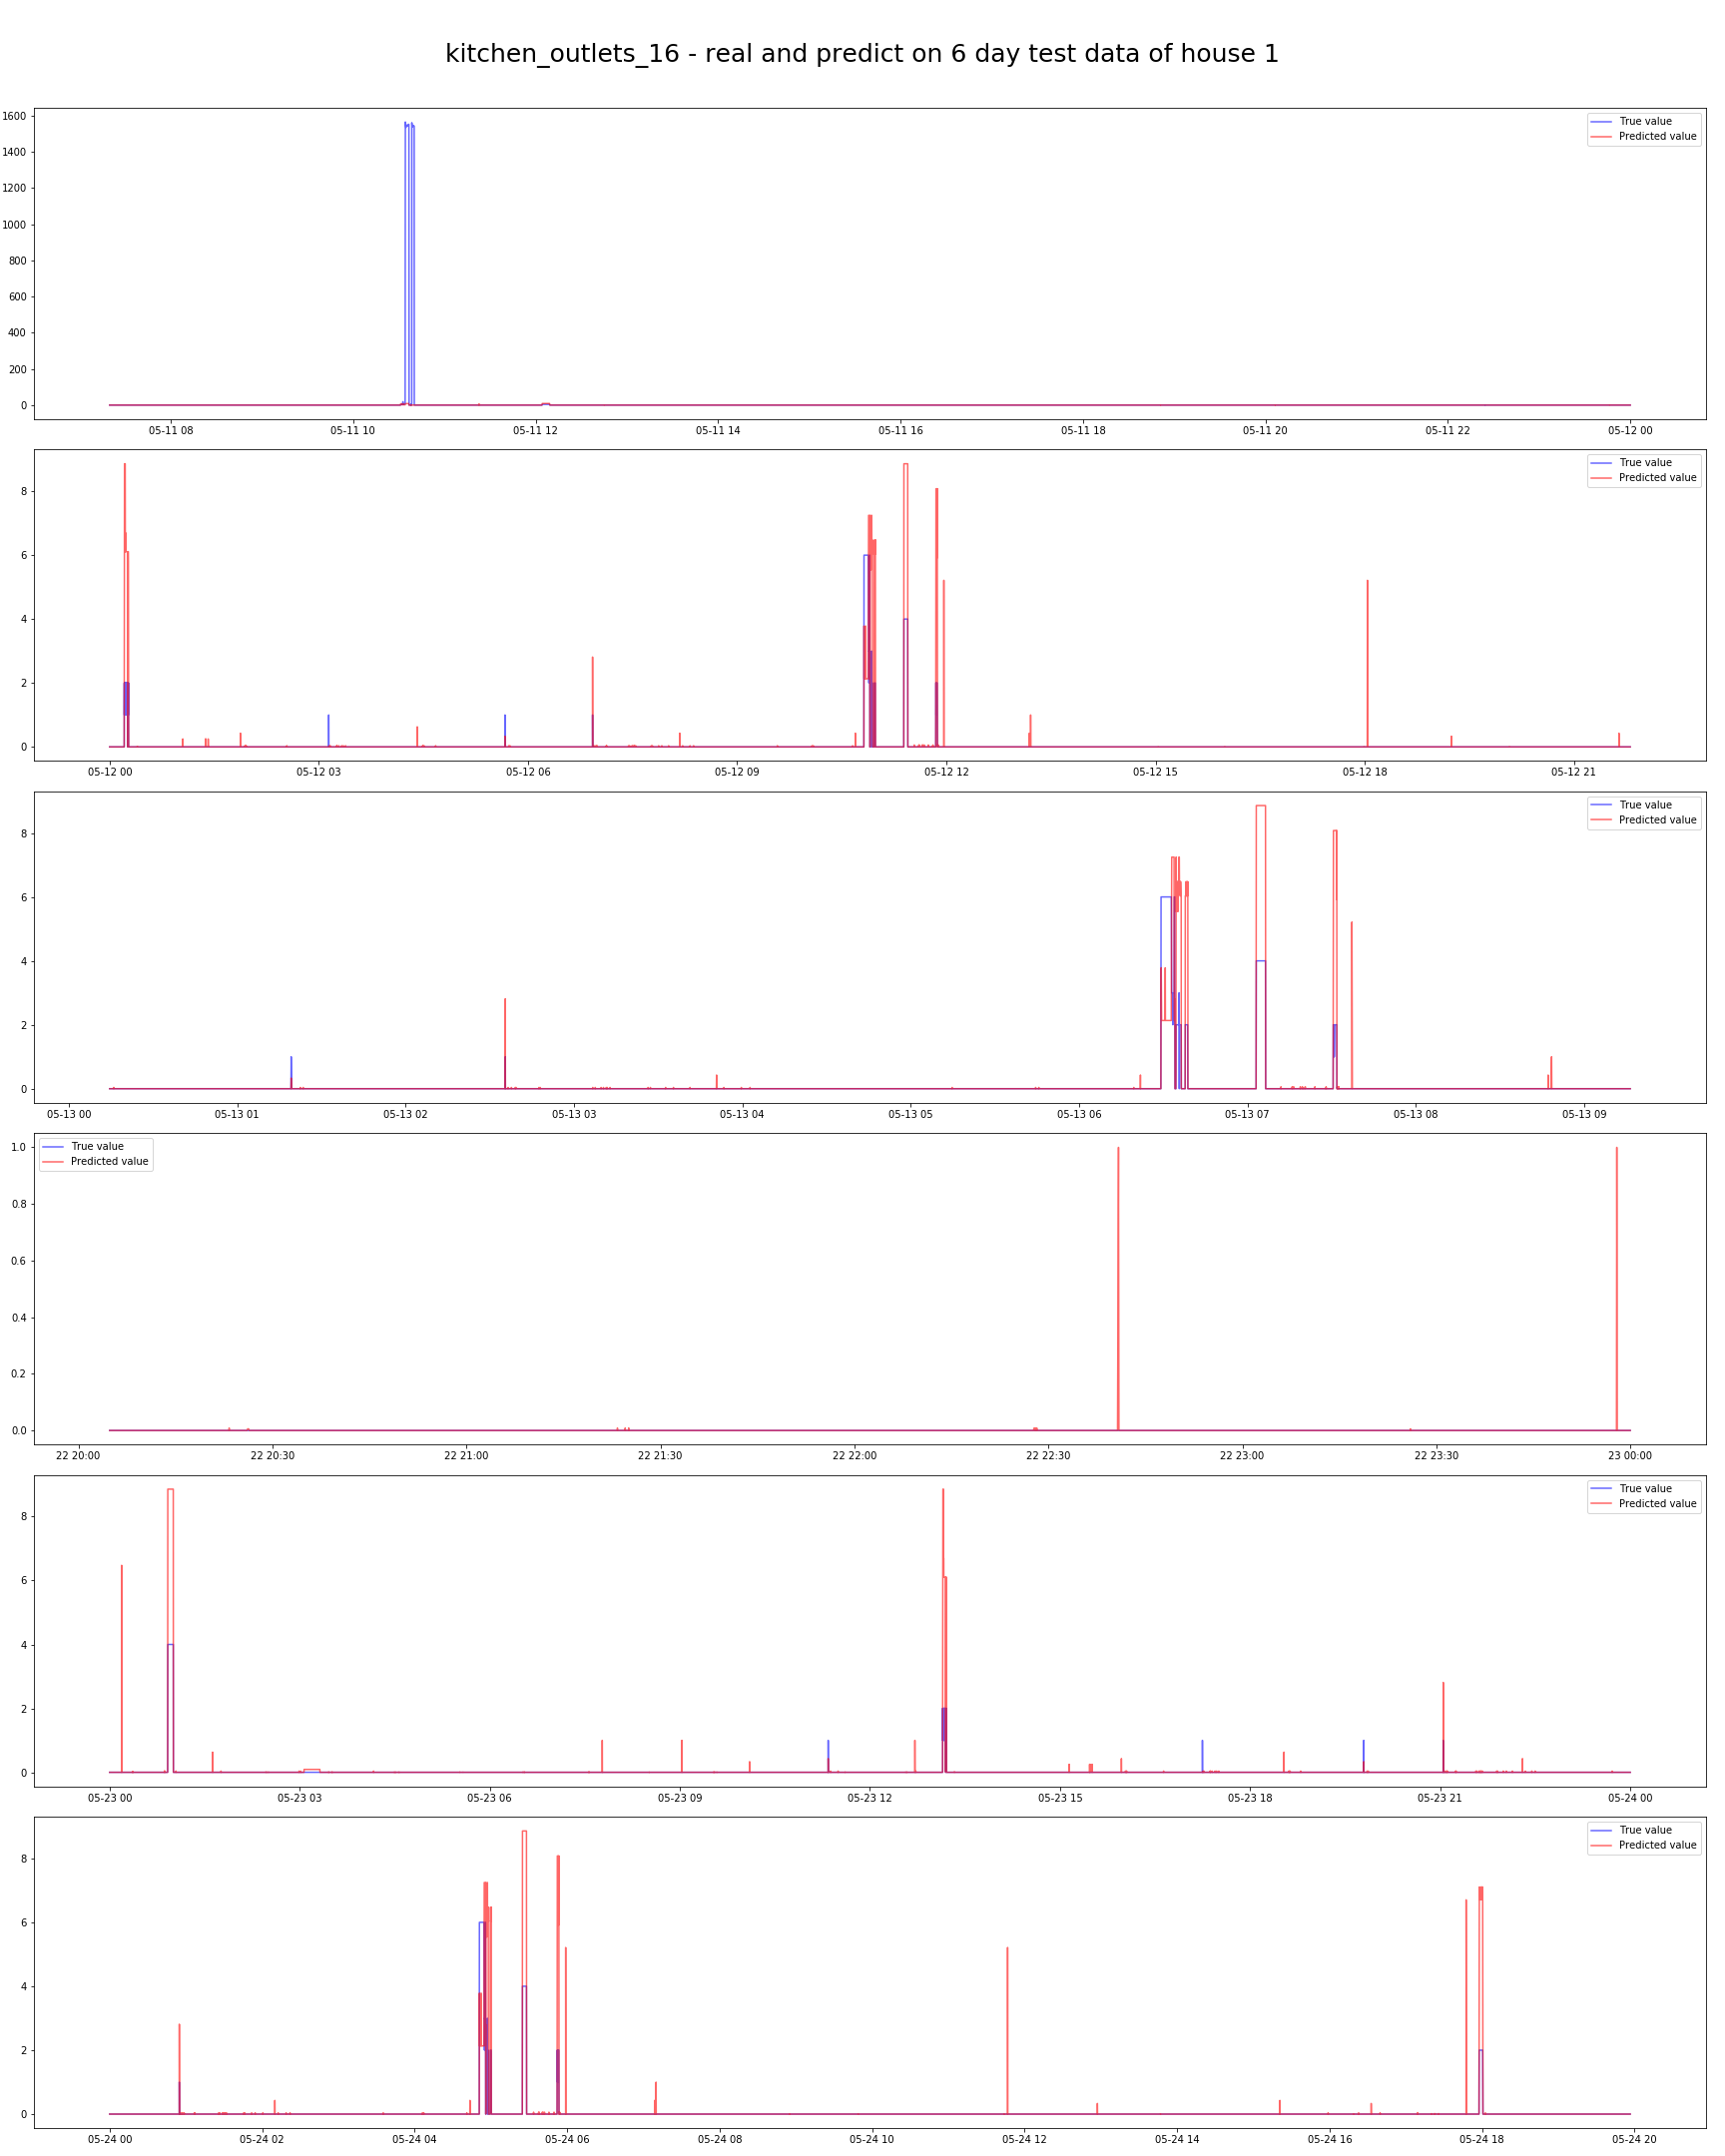 kitchen_outlets_16 - real and predict on 6 day test data of house 1
True value
Predicted value
1600
1400
1200
1000
800
600
400
200
0
05-11 08 05-11 10 05-11 12 05-11 14 05-11 16 05-11 18 05-11 20 05-11 22 05-12 00
True value
Predicted value
8
6
4
2
0
05-12 00 05-12 03 05-12 06 05-12 09 05-12 12 05-12 15 05-12 18 05-12 21
True value
Predicted value
8
6
4
2
0
05-13 00 05-13 01 05-13 02 05-13 03 05-13 04 05-13 05 05-13 06 05-13 07 05-13 08 05-13 09
True value
Predicted value
1.0
0.8
0.6
0.4
0.2
0.0
22 20:00 22 20:30 22 21:00 22 21:30 22 22:00 22 22:30 22 23:00 22 23:30 23 00:00
True value
Predicted value
8
6
4
2
0
05-23 00 05-23 03 05-23 06 05-23 09 05-23 12 05-23 15 05-23 18 05-23 21 05-24 00
True value
Predicted value
8
6
4
2
0
05-24 00 05-24 02 05-24 04 05-24 06 05-24 08 05-24 10 05-24 12 05-24 14 05-24 16 05-24 18 05-24 20